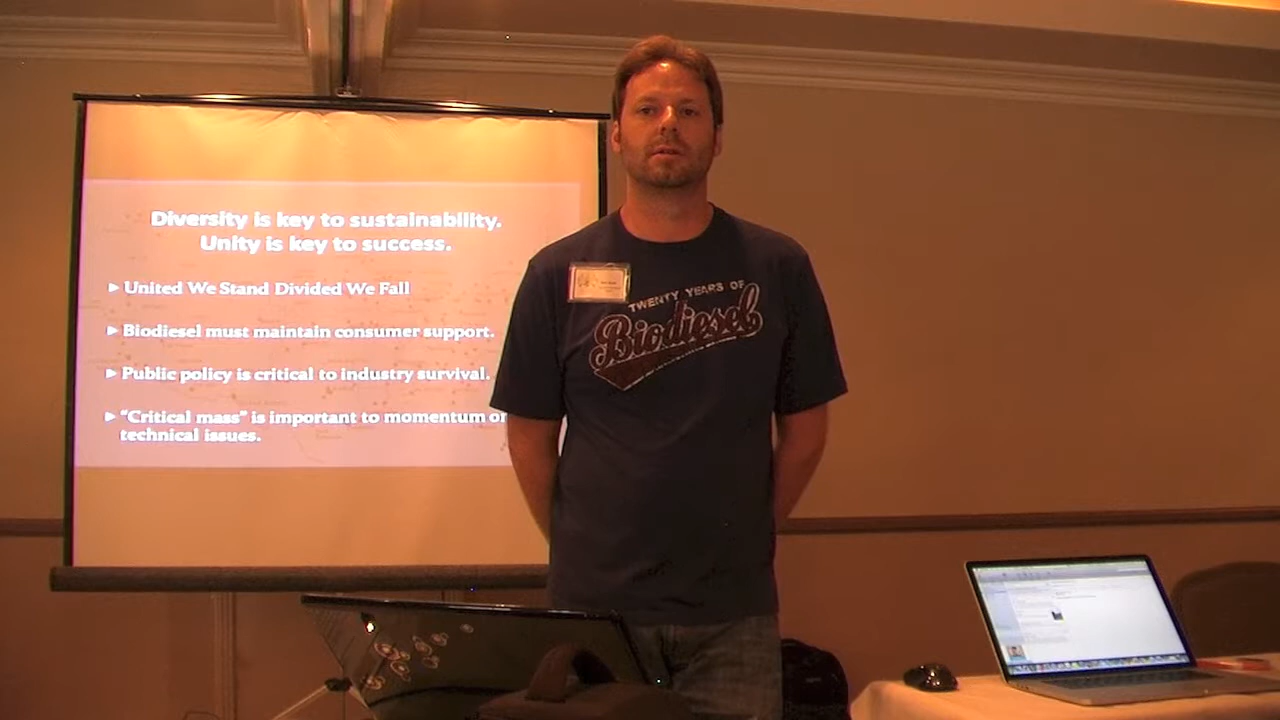 Diversity is key to sustainability.
Unity is key to success.
▸ United We Stand Divided We Fall
▸ Biodiesel must maintain consumer support.
▸ Public policy is critical to industry survival.
▸ "Critical mass" is important to momentum on
technical issues.
TWENTY YEARS OF
Biodiesel